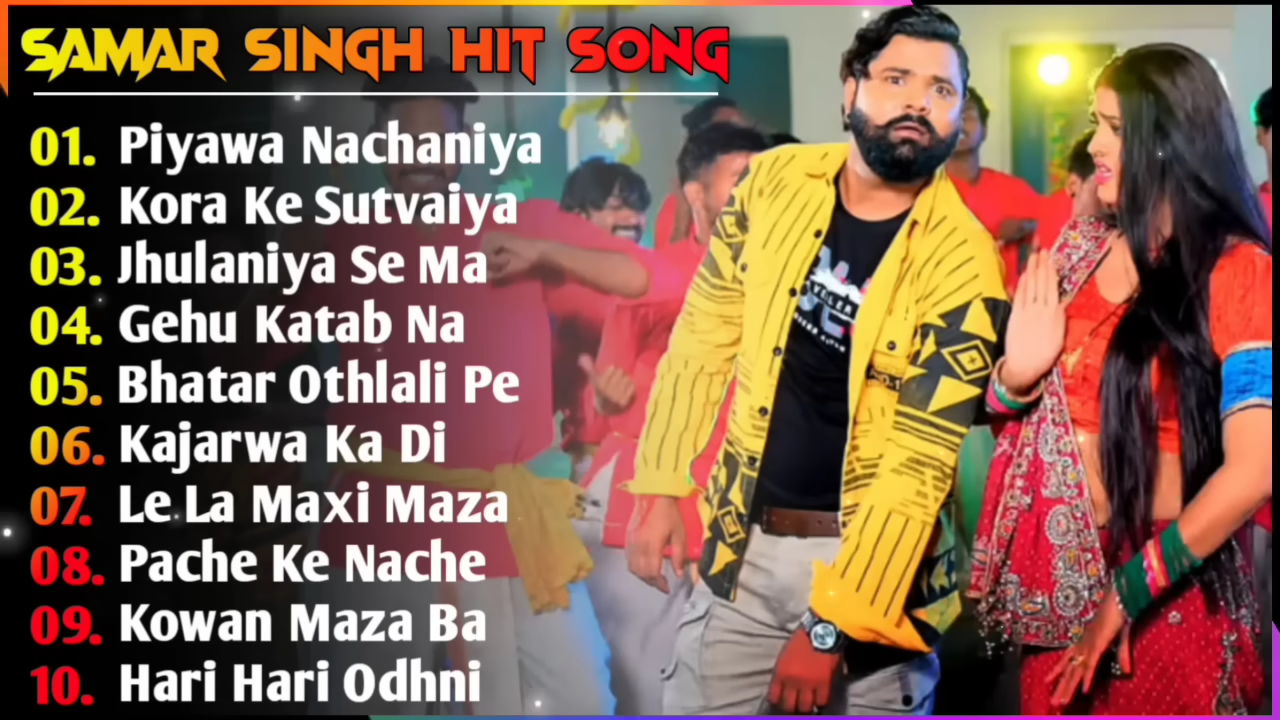 SAMAR SINGH HIT SONG
01. Piyawa Nachaniya
02. Kora Ke Sutvaiya
03. Jhulaniya Se Ma
04. Gehu Katab Na
05. Bhatar Othlali Pe
06. Kajarwa Ka Di
07. Le La Maxi Maza
08. Pache Ke Nache
09. Kowan Maza Ba
10. Hari Hari Odhni